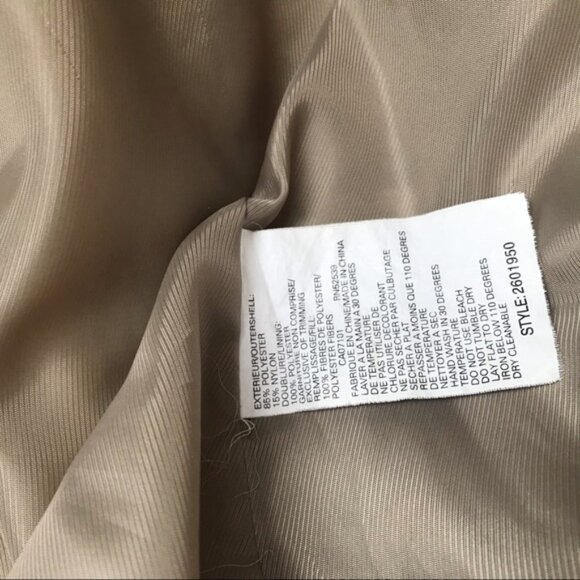 EXTERIEUR/OUTERSHELL:
85% POLYESTER
15% NYLON
DOUBLURE/LINING:
100% POLYESTER
GARNITURE NON COMPRISE/
EXCLUSIVE OF TRIMMING
REMPLISSAGE/FILL:
100% FIBRES DE POLYESTER/
POLYESTER FIBERS
CA07191 RN52539
FABRIQUE EN CHINE/MADE IN CHINA
LAVER A LA MAIN A 30 DEGRES
DE TEMPERATURE
NE PAS UTILISER DE
CHLORURE DECOLORANT
NE PAS SECHER PAR CULBUTAGE
SECHER A PLAT
REPASSER A MOINS QUE 110 DEGRES
DE TEMPERATURE
NETTOYER A SEC
HAND WASH IN 30 DEGREES
TEMPERATURE
DO NOT USE BLEACH
DO NOT TUMBLE DRY
LAY FLAT TO DRY
IRON BELOW 110 DEGREES
DRY CLEANABLE
STYLE:2601950